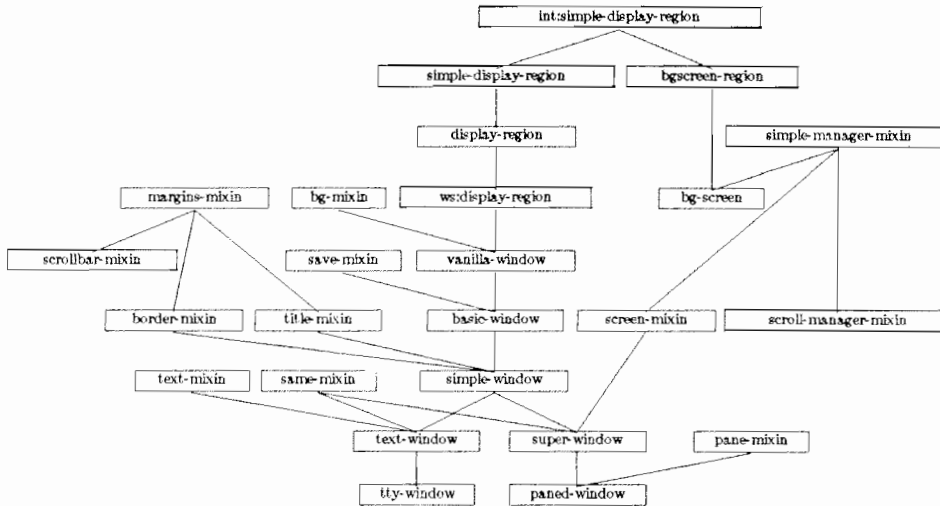 int:simple-display-region
simple-display-region
bgscreen-region
display-region
simple-manager-mixin
margins-mixin
bg-mixin
ws:display-region
bg-screen
scrollbar-mixin
save-mixin
vanilla-window
border-mixin
title-mixin
basic-window
screen-mixin
scroll-manager-mixin
text-mixin
same-mixin
simple-window
text-window
super-window
pane-mixin
tty-window
paned-window